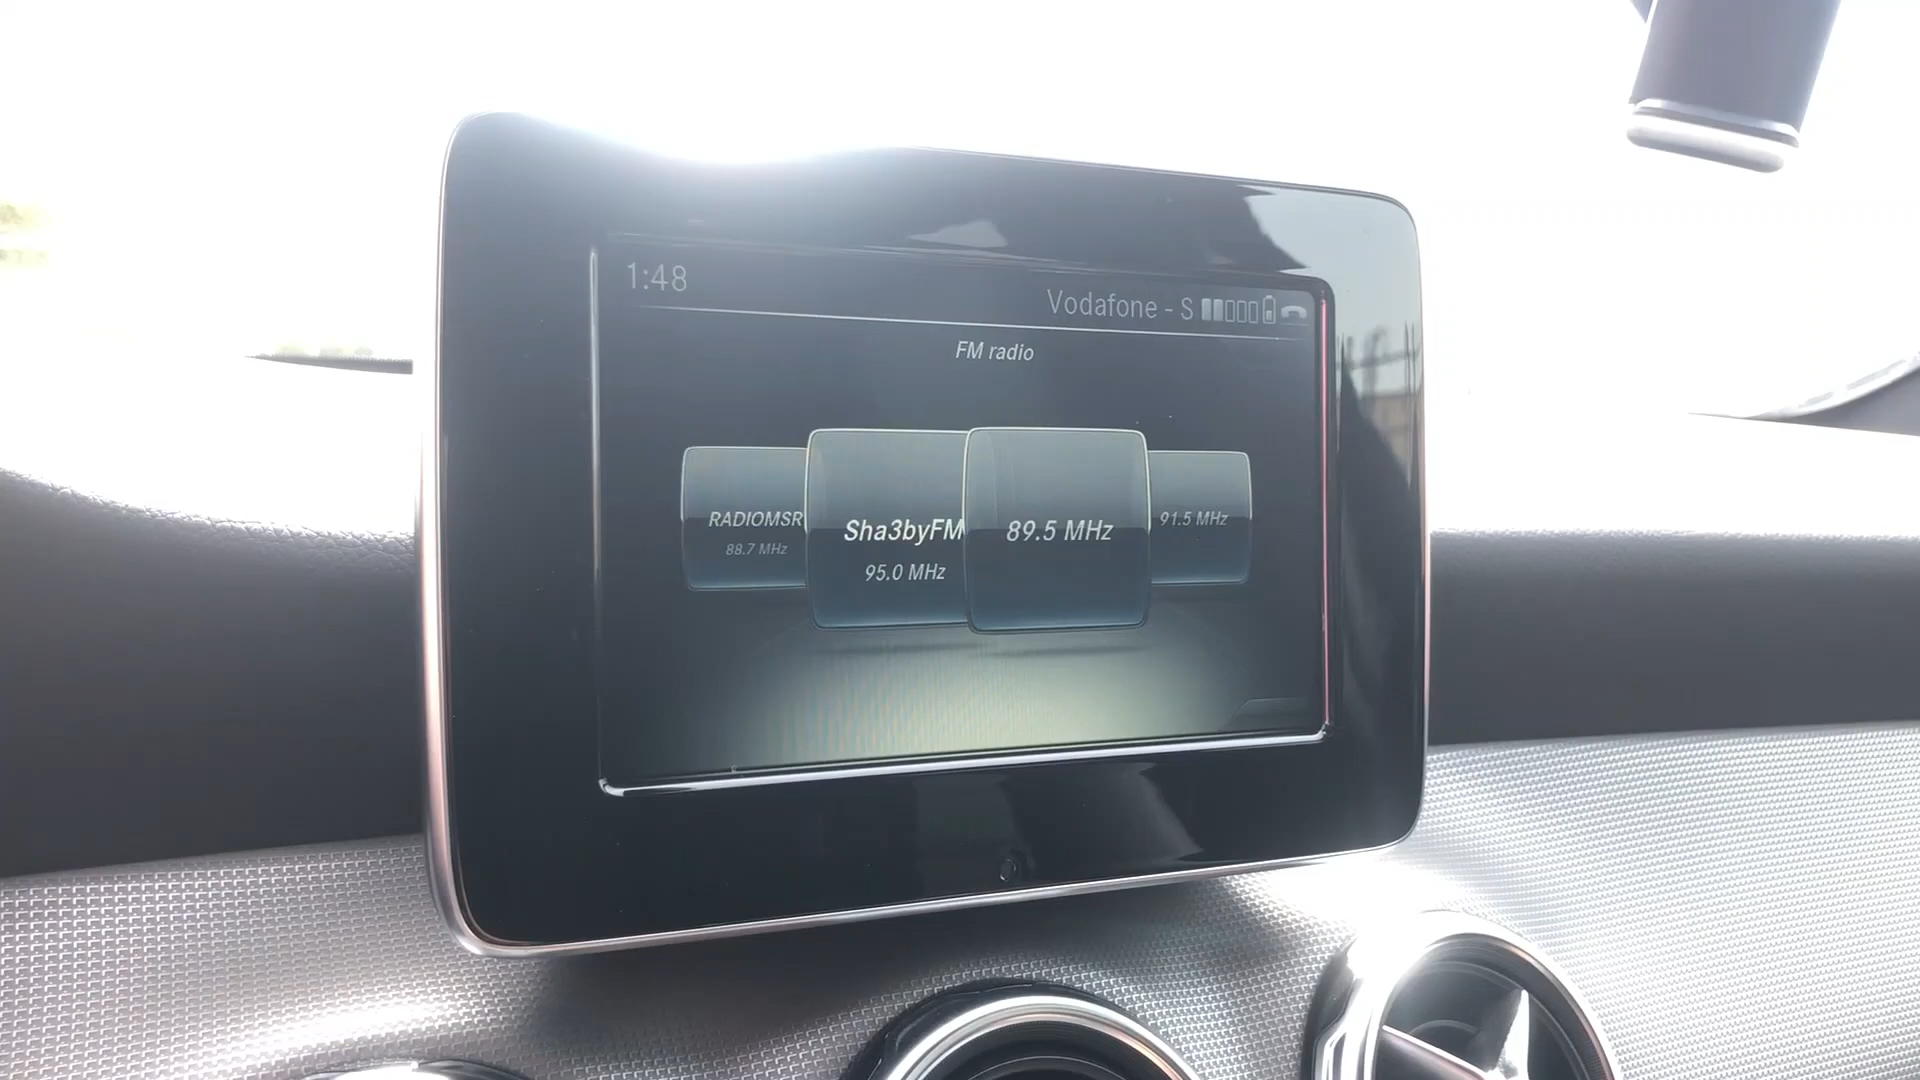 1:48
Vodafone - S
FM radio
RADIOMSR
88.7 MHz
Sha3byFM
95.0 MHz
89.5 MHz
91.5 MHz